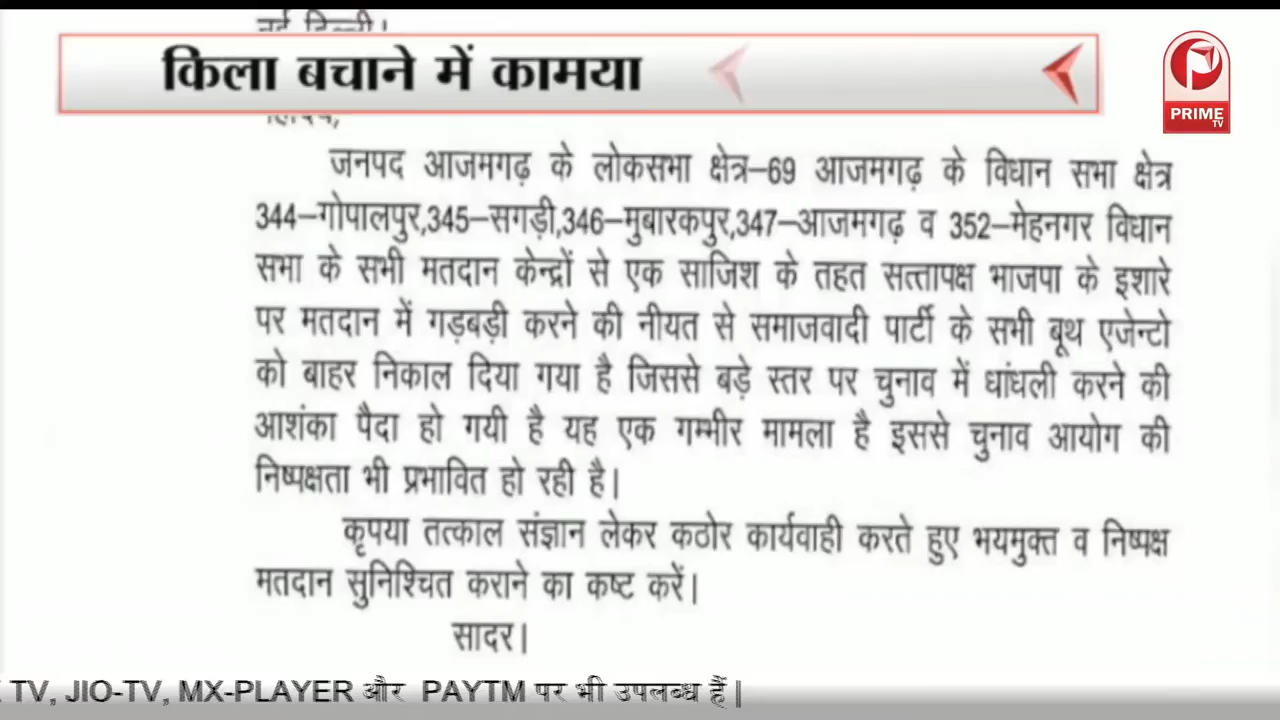 किला बचाने में कामया
PRIME
TV
जनपद आजमगढ़ के लोकसभा क्षेत्र–69 आजमगढ़ के विधान सभा क्षेत्र
344–गोपालपुर,345–सगड़ी,346–मुबारकपुर,347–आजमगढ़ व 352–मेहनगर विधान
सभा के सभी मतदान केन्द्रों से एक साजिश के तहत सत्तापक्ष भाजपा के इशारे
पर मतदान में गड़बड़ी करने की नीयत से समाजवादी पार्टी के सभी बूथ एजेन्टो
को बाहर निकाल दिया गया है जिससे बड़े स्तर पर चुनाव में धांधली करने की
आशंका पैदा हो गयी है यह एक गम्भीर मामला है इससे चुनाव आयोग की
निष्पक्षता भी प्रभावित हो रही है।
कृपया तत्काल संज्ञान लेकर कठोर कार्यवाही करते हुए भयमुक्त व निष्पक्ष
मतदान सुनिश्चित कराने का कष्ट करें।
सादर।
TV, JIO-TV, MX-PLAYER और PAYTM पर भी उपलब्ध हैं|